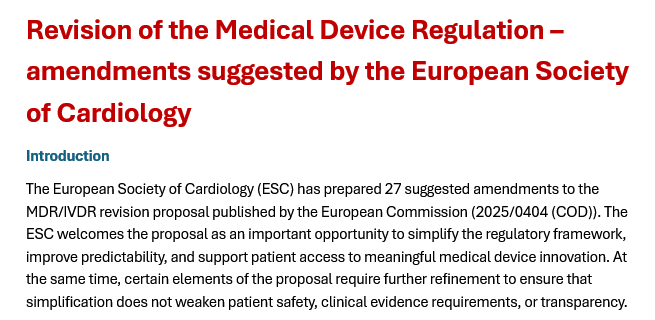 Revision of the Medical Device Regulation –
amendments suggested by the European Society
of Cardiology
Introduction
The European Society of Cardiology (ESC) has prepared 27 suggested amendments to the
MDR/IVDR revision proposal published by the European Commission (2025/0404 (COD)). The
ESC welcomes the proposal as an important opportunity to simplify the regulatory framework,
improve predictability, and support patient access to meaningful medical device innovation. At
the same time, certain elements of the proposal require further refinement to ensure that
simplification does not weaken patient safety, clinical evidence requirements, or transparency.